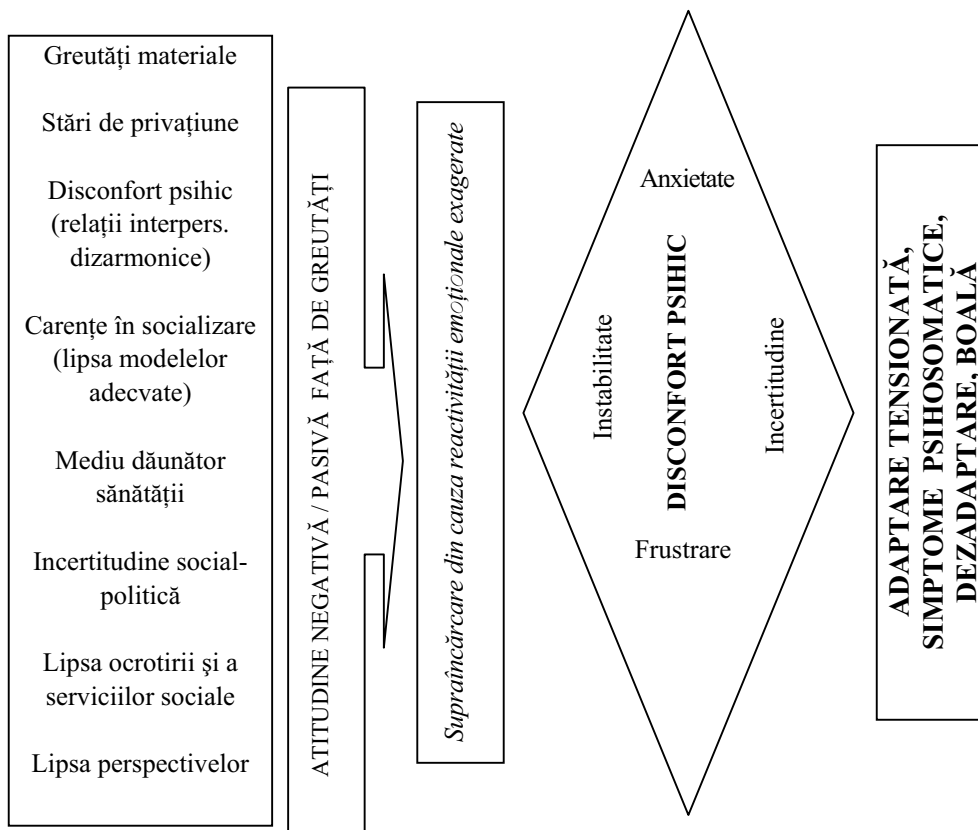 Greutăți materiale
Stări de privațiune
Disconfort psihic
(relații interpers.
dizarmonice)
Carențe în socializare
(lipsa modelelor
adecvate)
Mediu dăunător
sănătății
Incertitudine social-
politică
Lipsa ocrotirii şi a
serviciilor sociale
Lipsa perspectivelor
ATITUDINE NEGATIVĂ / PASIVĂ FAȚĂ DE GREUTĂȚI
Supraîncărcare din cauza reactivității emoționale exagerate
Anxietate
Instabilitate
DISCONFORT PSIHIC
Incertitudine
Frustrare
ADAPTARE TENSIONATĂ,
SIMPTOME PSIHOSOMATICE,
DEZADAPTARE, BOALĂ